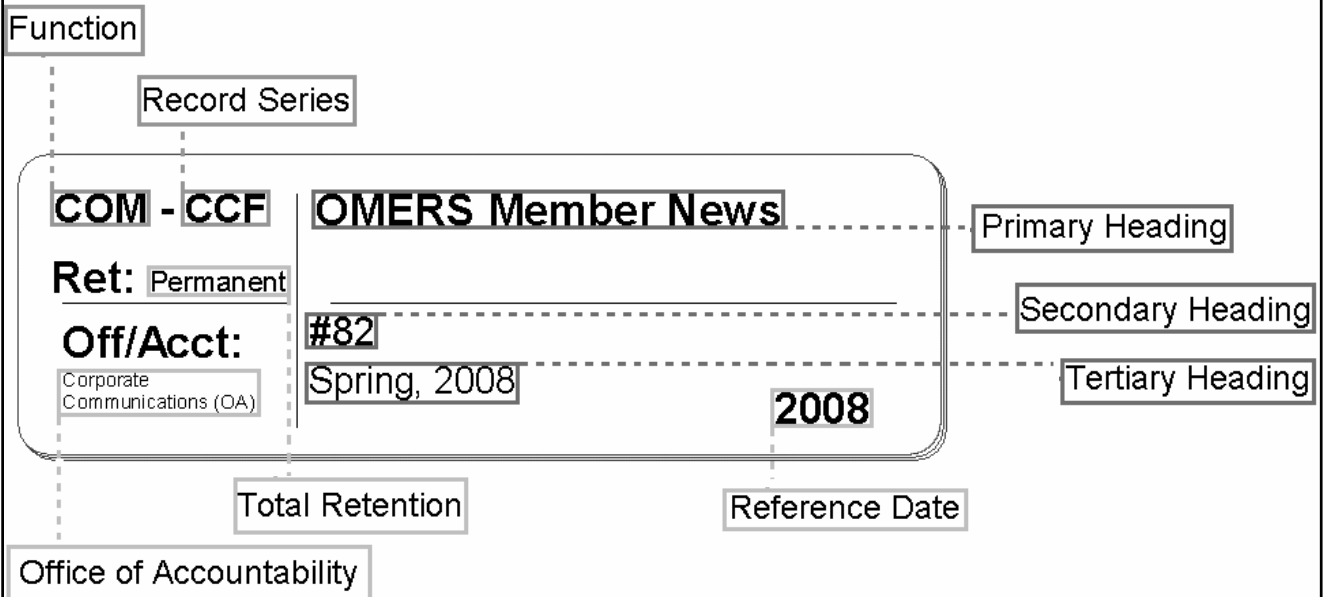 Function
Record Series
COM - CCF
OMERS Member News
Primary Heading
Ret: Permanent
Secondary Heading
#82
Off/Acct:
Spring, 2008
Tertiary Heading
Corporate
Communications (OA)
2008
Total Retention
Reference Date
Office of Accountability